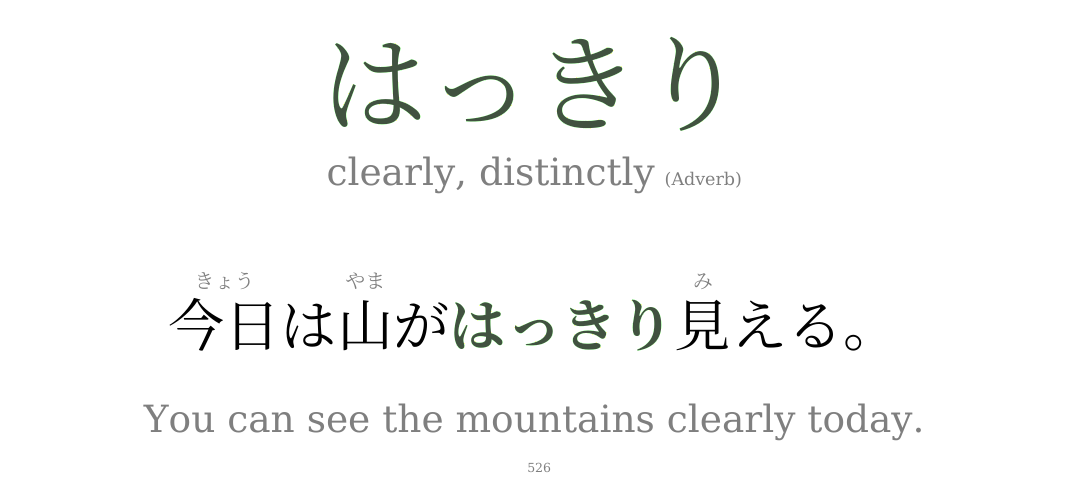 はっきり
clearly, distinctly (Adverb)
きょう やま み
今日は山がはっきり見える。
You can see the mountains clearly today.
526